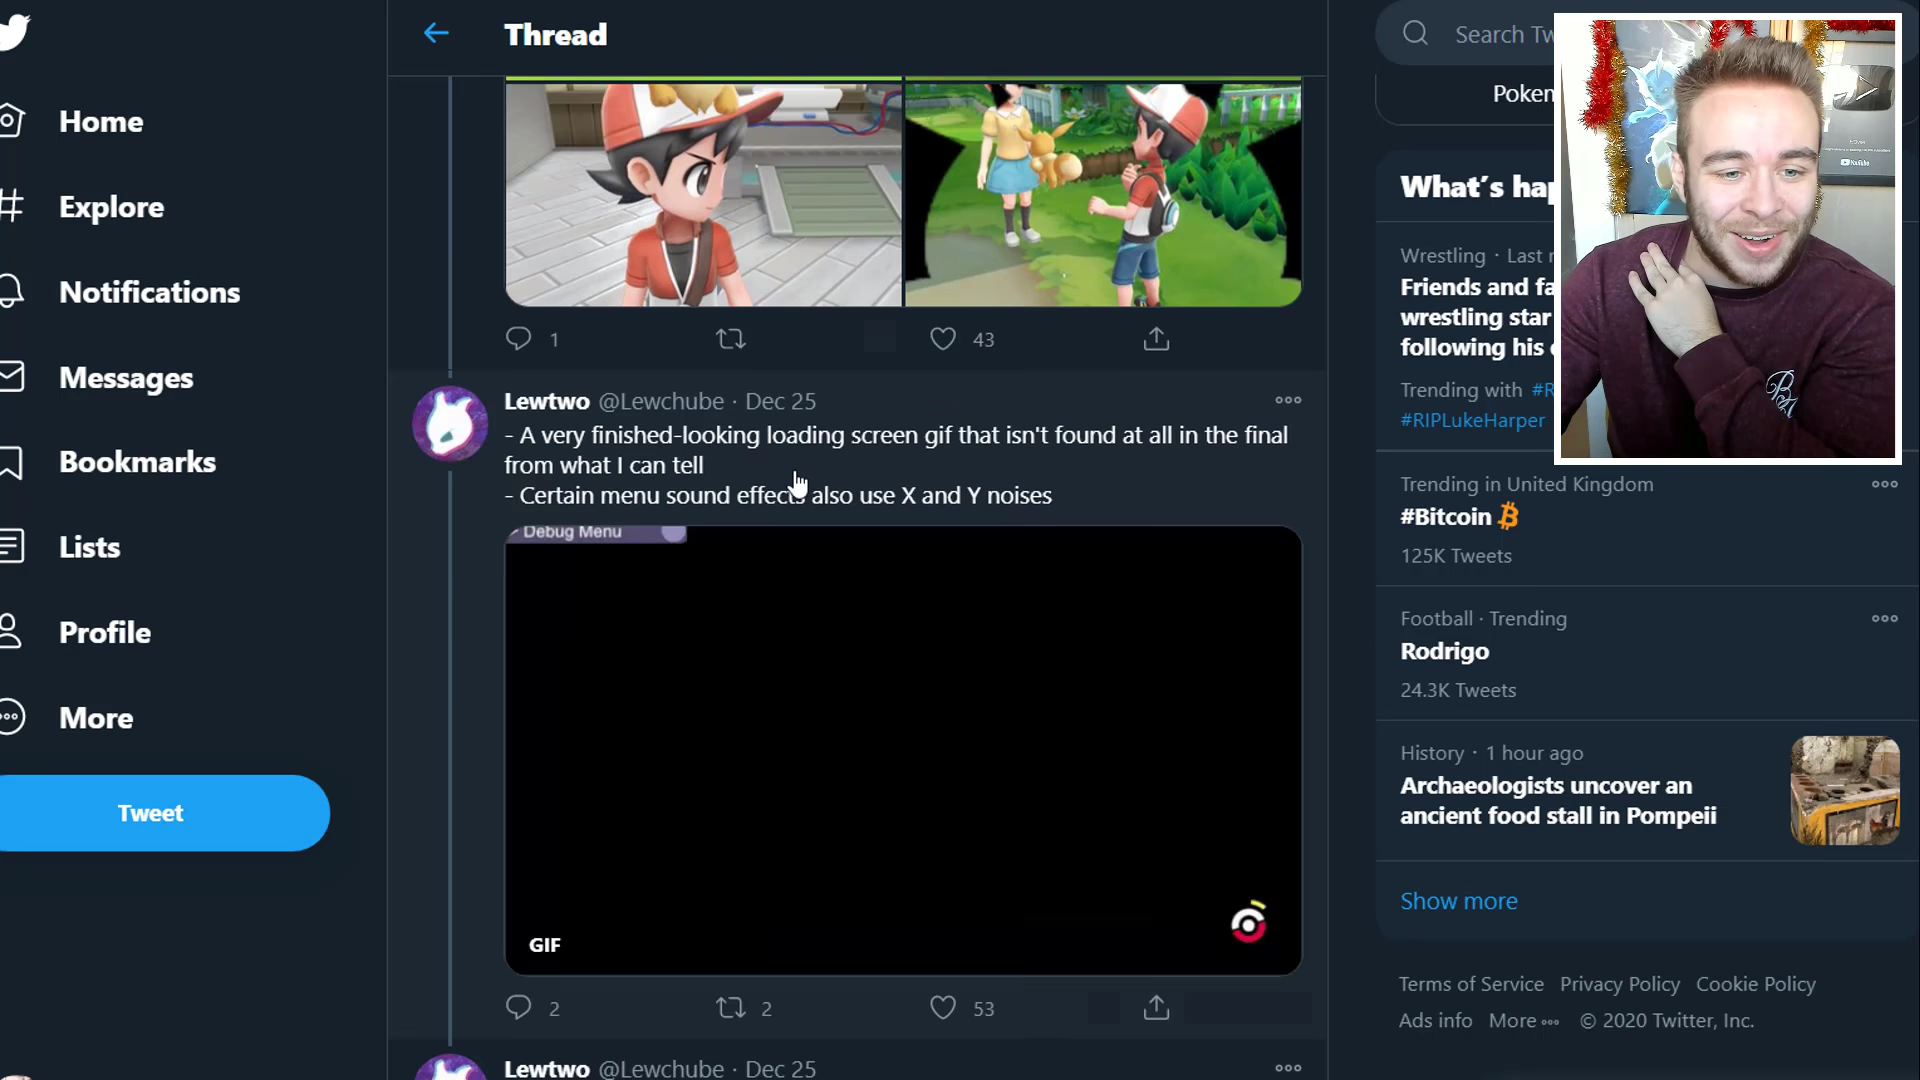 Thread
Home
Explore
Notifications
Messages
Bookmarks
Lists
Profile
More
Tweet
1
43
Lewtwo @Lewchube · Dec 25
- A very finished-looking loading screen gif that isn't found at all in the final
from what I can tell
- Certain menu sound effects also use X and Y noises
Debug Menu
GIF
2
2
53
Lewtwo @Lewchube · Dec 25
Search Tw
Pokem
What's hap
Wrestling · Last n
Friends and fa
wrestling star
following his
Trending with #R
#RIPLukeHarper
Trending in United Kingdom
#Bitcoin
125K Tweets
Football · Trending
Rodrigo
24.3K Tweets
History · 1 hour ago
Archaeologists uncover an
ancient food stall in Pompeii
Show more
Terms of Service Privacy Policy Cookie Policy
Ads info More © 2020 Twitter, Inc.
YouTube